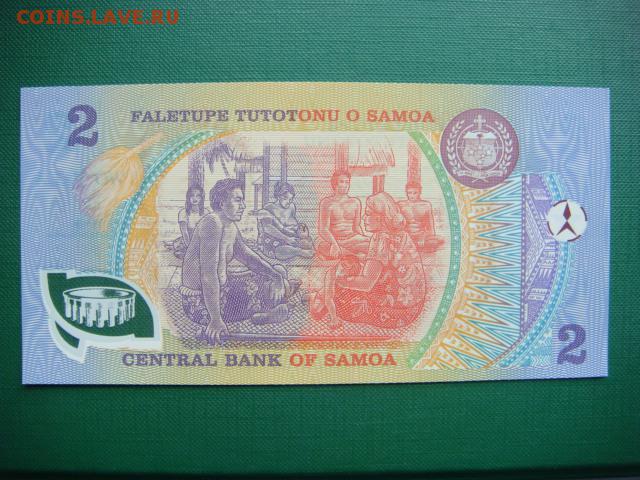 COINS.LAVE.RU
2
FALETUPE TUTOTONU O SAMOA
CENTRAL BANK OF SAMOA
2